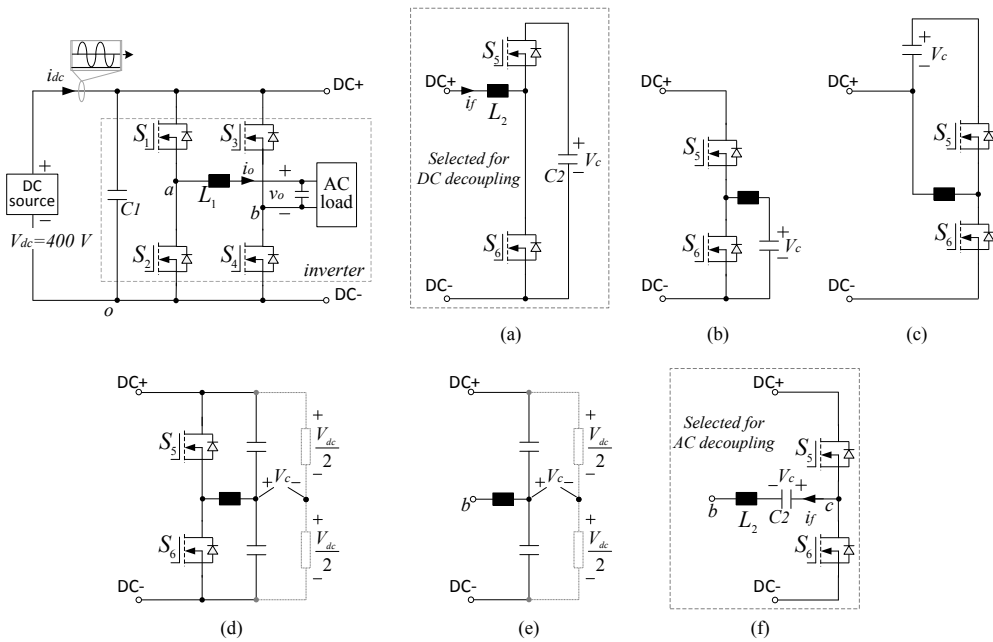 i_dc
DC source
+
−
V_dc=400 V
C1
S_1
S_2
S_3
S_4
a
b
L_1
i_o
+
v_o
−
AC load
inverter
o
DC+
DC-
DC+
i_f
L_2
S_5
S_6
C2
+
V_c
−
Selected for
DC decoupling
DC-
(a)
DC+
S_5
S_6
+
V_c
−
DC-
(b)
DC+
+
V_c
−
S_5
S_6
DC-
(c)
DC+
S_5
S_6
+V_c−
+
V_dc
2
−
+
V_dc
2
−
DC-
(d)
DC+
b
+V_c−
+
V_dc
2
−
+
V_dc
2
−
DC-
(e)
DC+
Selected for
AC decoupling
S_5
−V_c+
b
L_2
C2
i_f
c
S_6
DC-
(f)